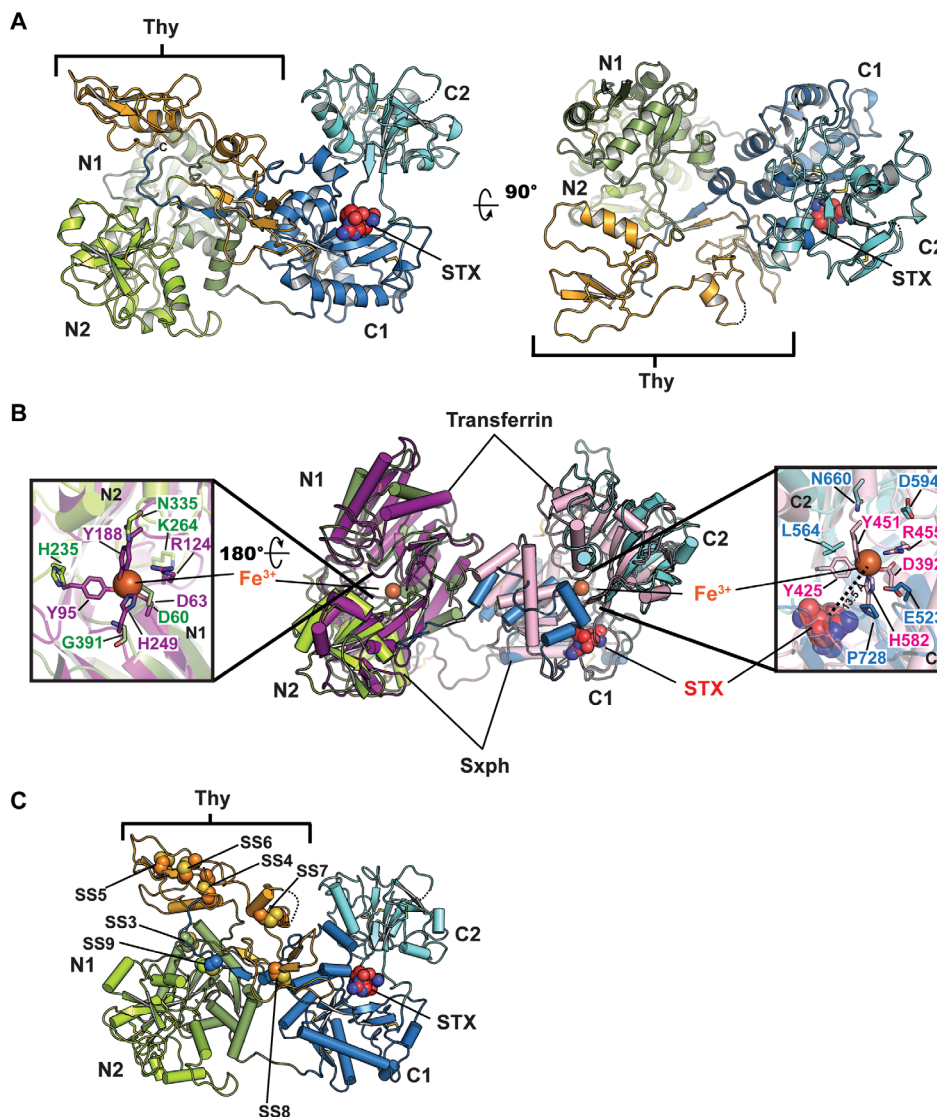 A
Thy
C2
N1
C
N2
STX
C1
90°
N1
C1
N2
C2
STX
Thy
B
Transferrin
N1
C2
N2
C1
Sxph
180°
Fe³⁺
Fe³⁺
STX
N2
N335
K264
Y188
R124
H235
Y95
D63
D60
N1
G391
H249
N660
D594
C2
Y451
L564
R455
D392
Y425
E523
13.5
H582
P728
C
C
Thy
SS6
SS4
SS7
SS5
SS3
SS9
N1
C2
STX
N2
C1
SS8